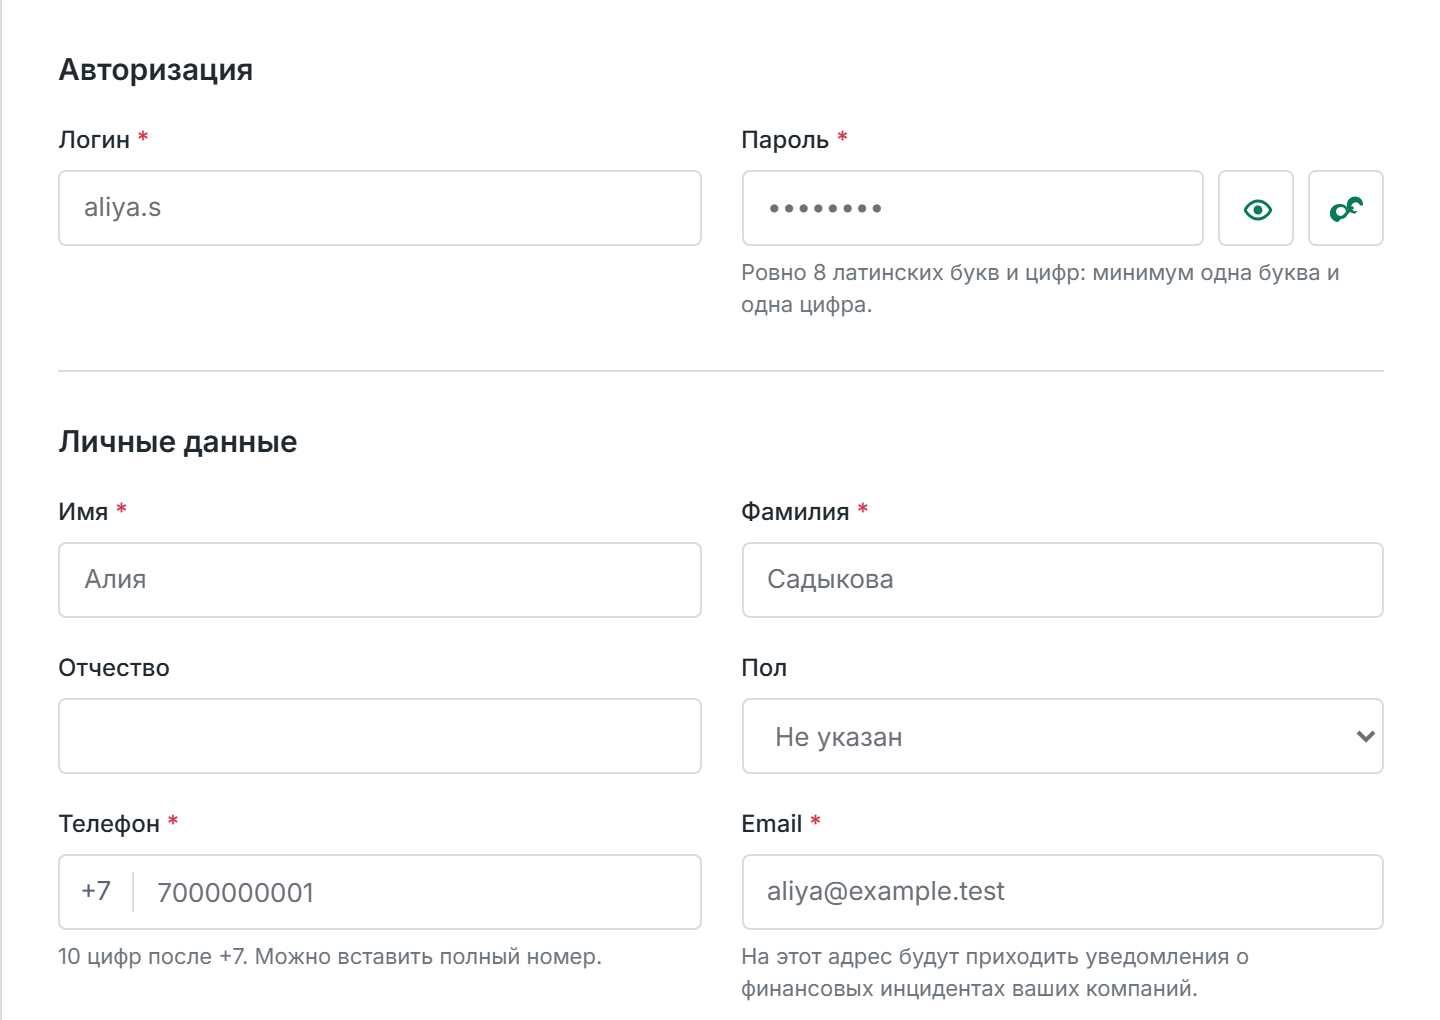 Авторизация
Логин *
Пароль *
aliya.s
••••••••
Ровно 8 латинских букв и цифр: минимум одна буква и
одна цифра.
Личные данные
Имя *
Фамилия *
Алия
Садыкова
Отчество
Пол
Не указан
Телефон *
Email *
+7
7000000001
aliya@example.test
10 цифр после +7. Можно вставить полный номер.
На этот адрес будут приходить уведомления о
финансовых инцидентах ваших компаний.